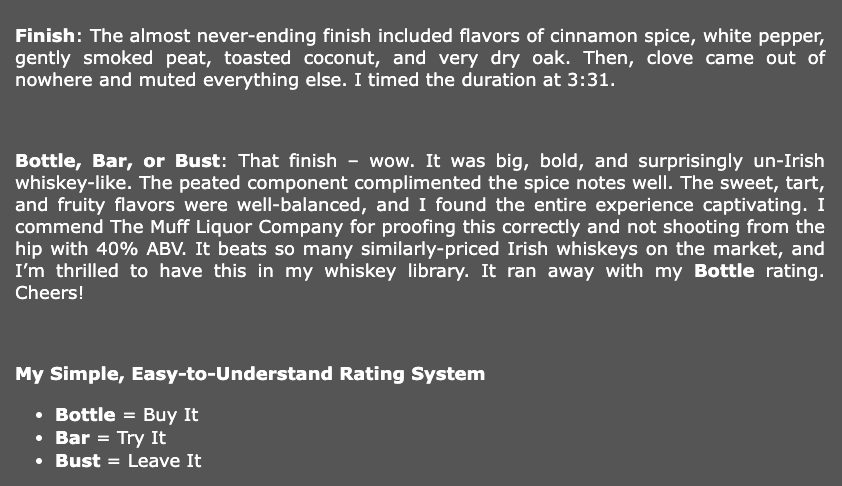 Finish: The almost never-ending finish included flavors of cinnamon spice, white pepper,
gently smoked peat, toasted coconut, and very dry oak. Then, clove came out of
nowhere and muted everything else. I timed the duration at 3:31.
Bottle, Bar, or Bust: That finish – wow. It was big, bold, and surprisingly un-Irish
whiskey-like. The peated component complimented the spice notes well. The sweet, tart,
and fruity flavors were well-balanced, and I found the entire experience captivating. I
commend The Muff Liquor Company for proofing this correctly and not shooting from the
hip with 40% ABV. It beats so many similarly-priced Irish whiskeys on the market, and
I’m thrilled to have this in my whiskey library. It ran away with my Bottle rating.
Cheers!
My Simple, Easy-to-Understand Rating System
• Bottle = Buy It
• Bar = Try It
• Bust = Leave It